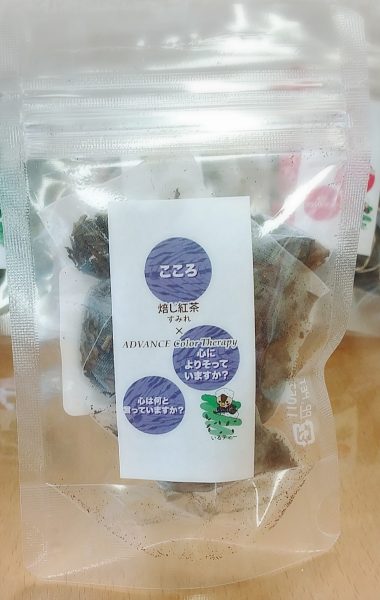 こころ
焙じ紅茶
すみれ
×
ADVANCE Color Therapy
心に
よりそって
いますか?
心は何と
言っていますか?